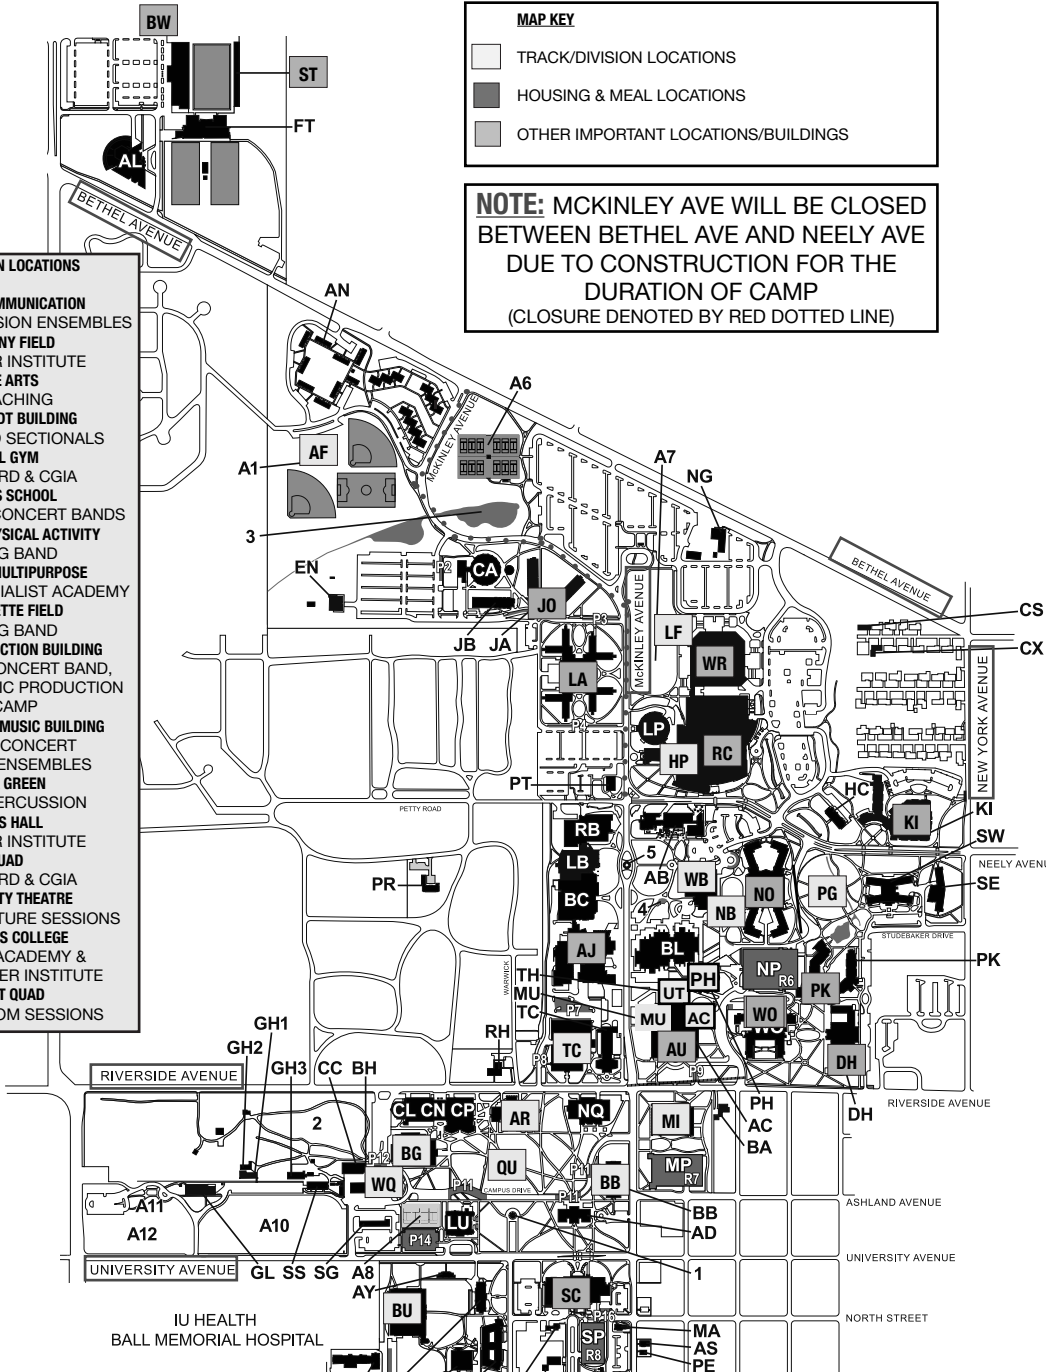 BW
MAP KEY
TRACK/DIVISION LOCATIONS
HOUSING & MEAL LOCATIONS
OTHER IMPORTANT LOCATIONS/BUILDINGS
ST
FT
AL
BETHEL AVENUE
NOTE: MCKINLEY AVE WILL BE CLOSED
BETWEEN BETHEL AVE AND NEELY AVE
DUE TO CONSTRUCTION FOR THE
DURATION OF CAMP
(CLOSURE DENOTED BY RED DOTTED LINE)
N LOCATIONS
MMUNICATION
SION ENSEMBLES
NY FIELD
R INSTITUTE
E ARTS
ACHING
OT BUILDING
O SECTIONALS
L GYM
RD & CGIA
S SCHOOL
CONCERT BANDS
YSICAL ACTIVITY
G BAND
MULTIPURPOSE
CIALIST ACADEMY
ETTE FIELD
G BAND
CTION BUILDING
ONCERT BAND,
IC PRODUCTION
CAMP
MUSIC BUILDING
CONCERT
ENSEMBLES
GREEN
ERCUSSION
S HALL
R INSTITUTE
UAD
RD & CGIA
TY THEATRE
TURE SESSIONS
S COLLEGE
ACADEMY &
ER INSTITUTE
T QUAD
OM SESSIONS
AN
A6
McKINLEY AVENUE
AF
A1
A7
NG
3
BETHEL AVENUE
EN
P2
CA
JO
P3
JB
JA
McKINLEY AVENUE
LF
WR
CS
CX
NEW YORK AVENUE
LA
P4
LP
HP
RC
PT
PETTY ROAD
HC
KI
KI
RB
LB
5
AB
SW
NEELY AVENU
SE
PR
BC
WB
4
NB
NO
PG
AJ
BL
STUDEBAKER DRIVE
NP
R6
PK
PK
WARWICK
TH
MU
TC
P7
UT
PH
MU
AC
WO
RH
P8
TC
AU
P9
DH
GH1
GH2
GH3
CC
BH
RIVERSIDE AVENUE
RIVERSIDE AVENUE
PH
AC
BA
DH
2
CL
CN
CP
AR
NQ
MI
BG
P12
WQ
QU
P11
P11
CAMPUS DRIVE
BB
P11
MP
R7
ASHLAND AVENUE
A11
A12
A10
LU
P14
BB
AD
GL
SS
SG
A8
AY
1
UNIVERSITY AVENUE
UNIVERSITY AVENUE
BU
SC
NORTH STREET
IU HEALTH
BALL MEMORIAL HOSPITAL
P16
SP
R8
MA
AS
PE